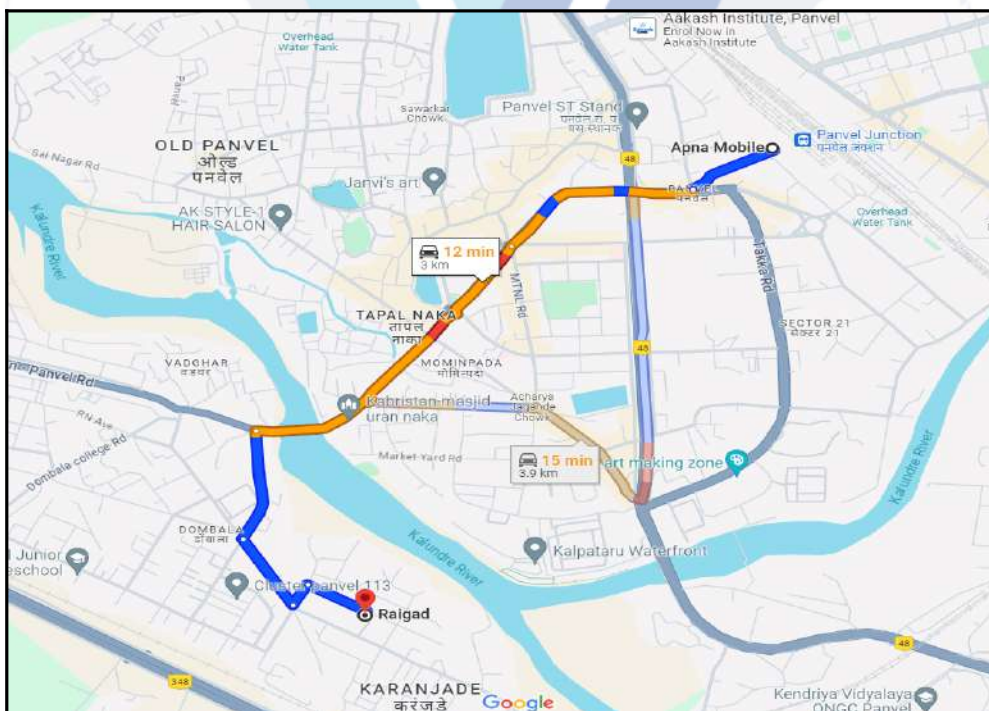 Aakash Institute, Panvel
Enrol Now in
Aakash Institute
Overhead
Water Tank
Panvel
Sawarkar
Chowk
Panvel ST Stand
48
Apna Mobile
Panvel Junction
पनवेल जंक्शन
OLD PANVEL
ओल्ड
पनवेल
Sai Nagar Rd
Janvi's art
PANVEL
पनवेल
AK STYLE-1
HAIR SALON
Overhead
Water Tank
Kalundre River
12 min
3 km
MTNL Rd
Takka Rd
TAPAL NAKA
तापल
नाका
SECTOR 21
सेक्टर 21
48
VADGHAR
वडघर
MOMINPADA
मोमिनपदा
Panvel Rd
Kabristan-masjid
uran naka
Acharya
Chowk
RN Ave
Dombala college Rd
Market Yard Rd
15 min
3.9 km
art making zone
Kalundre River
DOMBALA
डोंबाला
Kalundre River
Kalpataru Waterfront
Junior
eschool
Cluster panvel 113
Raigad
48
348
KARANJADE
करंजडे
Google
Kendriya Vidyalaya
ONGC Panvel